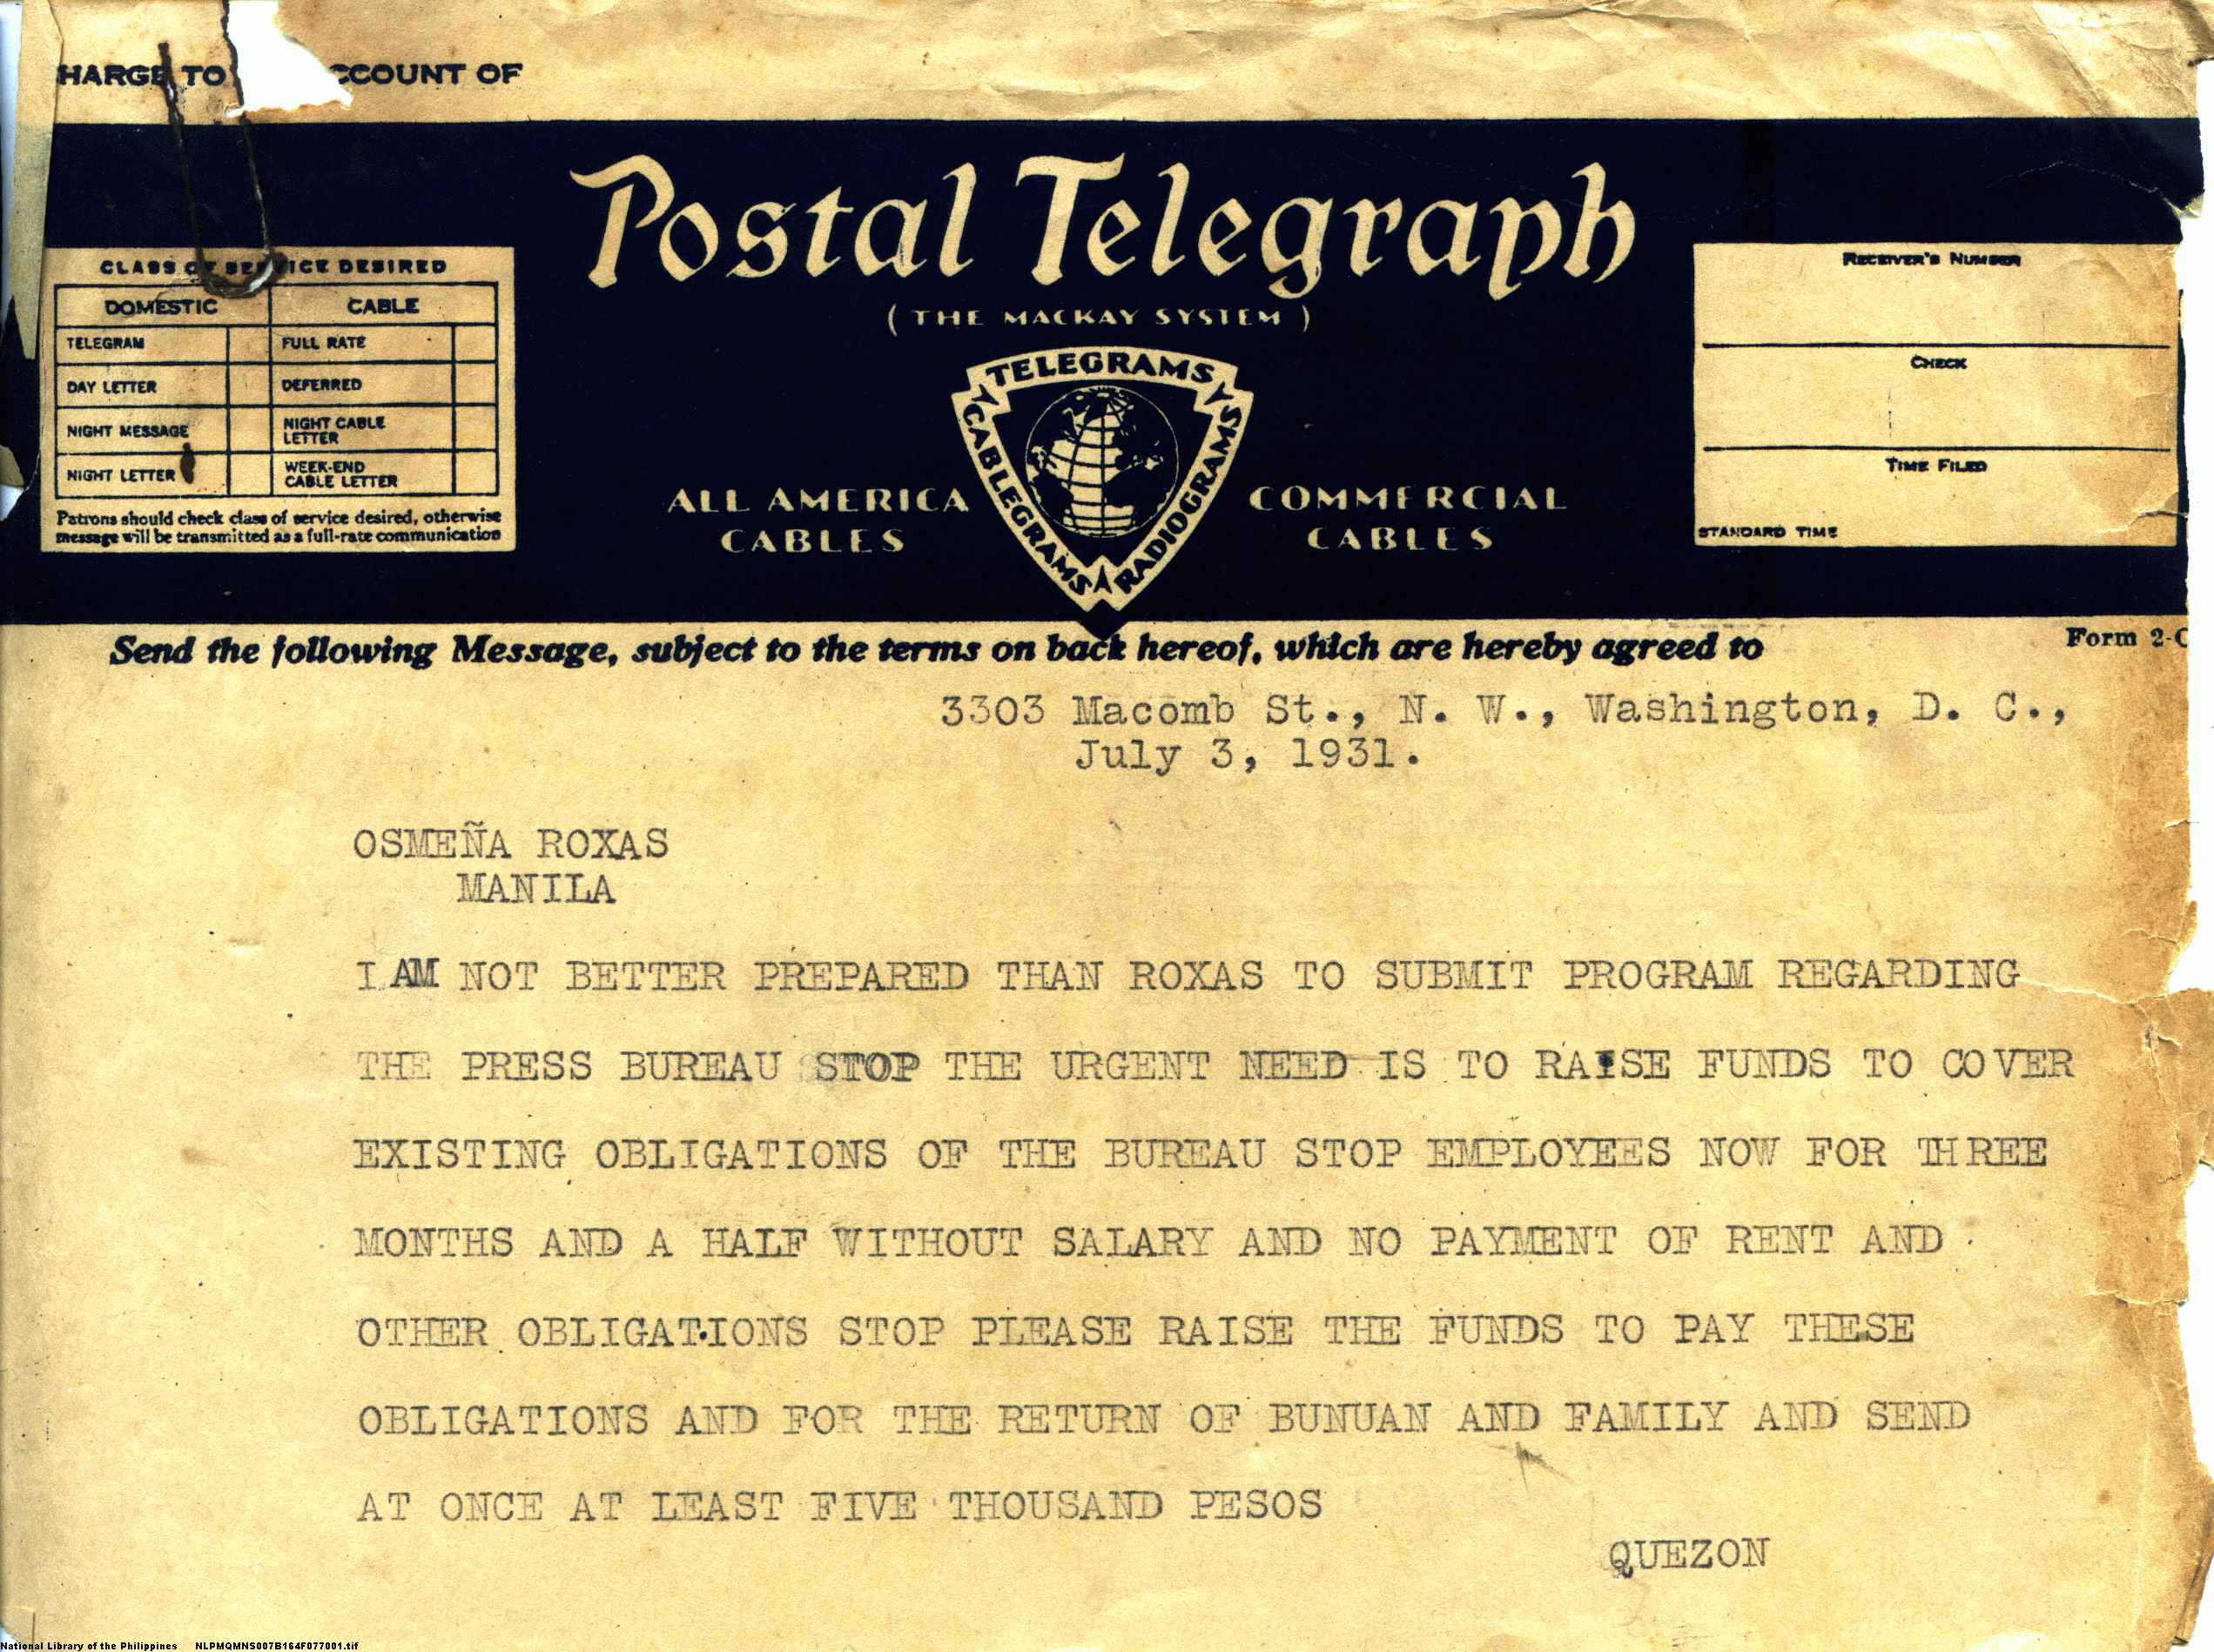 HARGE TO CCOUNT OF
Postal Telegraph
(THE MACKAY SYSTEM)
CLASS OF SERVICE DESIRED
DOMESTIC CABLE
TELEGRAM FULL RATE
DAY LETTER DEFERRED
NIGHT MESSAGE NIGHT CABLE LETTER
NIGHT LETTER WEEK-END CABLE LETTER
Patrons should check class of service desired, otherwise
message will be transmitted as a full-rate communication
TELEGRAMS
CABLEGRAMS
RADIOGRAMS
ALL AMERICA
CABLES
COMMERCIAL
CABLES
RECEIVER'S NUMBER
CHECK
TIME FILED
STANDARD TIME
Send the following Message, subject to the terms on back hereof, which are hereby agreed to
Form 2-C
3303 Macomb St., N. W., Washington, D. C.,
July 3, 1931.
OSMEÑA ROXAS
MANILA
I AM NOT BETTER PREPARED THAN ROXAS TO SUBMIT PROGRAM REGARDING
THE PRESS BUREAU STOP THE URGENT NEED IS TO RAISE FUNDS TO COVER
EXISTING OBLIGATIONS OF THE BUREAU STOP EMPLOYEES NOW FOR THREE
MONTHS AND A HALF WITHOUT SALARY AND NO PAYMENT OF RENT AND
OTHER OBLIGATIONS STOP PLEASE RAISE THE FUNDS TO PAY THESE
OBLIGATIONS AND FOR THE RETURN OF BUNUAN AND FAMILY AND SEND
AT ONCE AT LEAST FIVE THOUSAND PESOS
QUEZON
National Library of the Philippines NLPMQMNS007B164F077001.tif